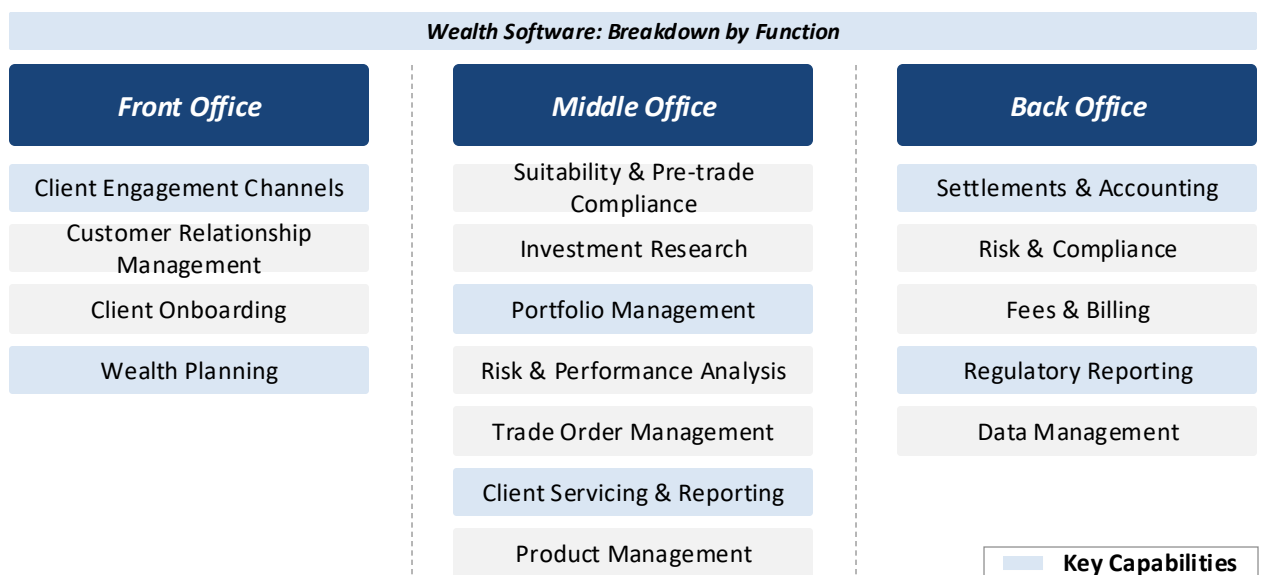 Wealth Software: Breakdown by Function
Front Office
Client Engagement Channels
Customer Relationship
Management
Client Onboarding
Wealth Planning
Middle Office
Suitability & Pre-trade
Compliance
Investment Research
Portfolio Management
Risk & Performance Analysis
Trade Order Management
Client Servicing & Reporting
Product Management
Back Office
Settlements & Accounting
Risk & Compliance
Fees & Billing
Regulatory Reporting
Data Management
Key Capabilities